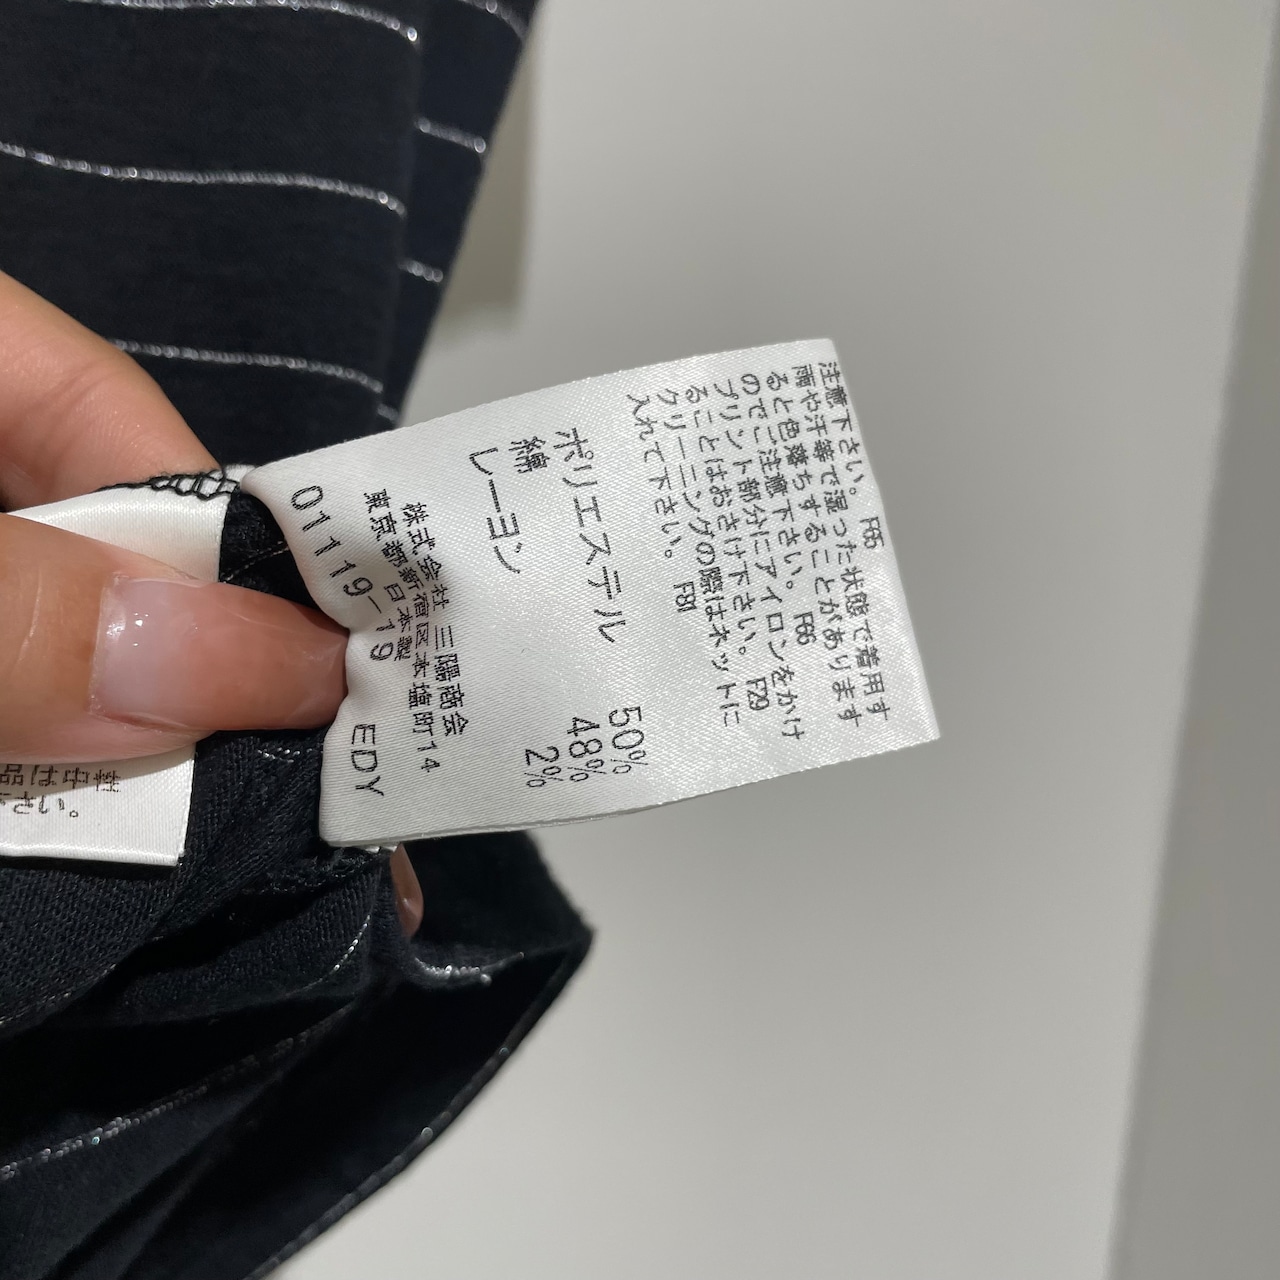 注意下さい。 F65
雨や汗等で湿った状態で着用す
ると色落ちすることがあります
のでご注意下さい。 F66
プリント部分にアイロンをかけ
ることはおさけ下さい。 F29
クリーニングの際はネットに
入れて下さい。 F81
ポリエステル 50%
綿 48%
レーヨン 2%
株式会社 三陽商会
東京都新宿区本塩町14
日本製
01119-19 EDY